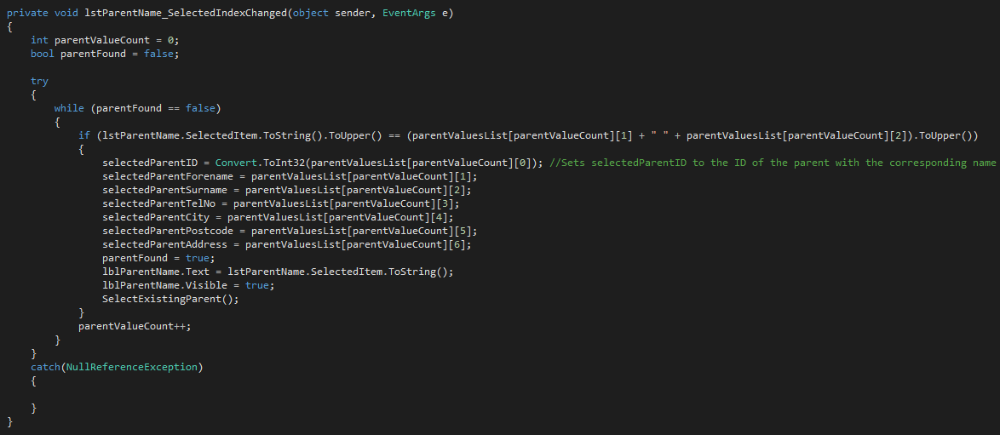 private void lstParentName_SelectedIndexChanged(object sender, EventArgs e)
{
    int parentValueCount = 0;
    bool parentFound = false;

    try
    {
        while (parentFound == false)
        {
            if (lstParentName.SelectedItem.ToString().ToUpper() == (parentValuesList[parentValueCount][1] + " " + parentValuesList[parentValueCount][2]).ToUpper())
            {
                selectedParentID = Convert.ToInt32(parentValuesList[parentValueCount][0]); //Sets selectedParentID to the ID of the parent with the corresponding name
                selectedParentForename = parentValuesList[parentValueCount][1];
                selectedParentSurname = parentValuesList[parentValueCount][2];
                selectedParentTelNo = parentValuesList[parentValueCount][3];
                selectedParentCity = parentValuesList[parentValueCount][4];
                selectedParentPostcode = parentValuesList[parentValueCount][5];
                selectedParentAddress = parentValuesList[parentValueCount][6];
                parentFound = true;
                lblParentName.Text = lstParentName.SelectedItem.ToString();
                lblParentName.Visible = true;
                SelectExistingParent();
            }
            parentValueCount++;
        }
    }
    catch(NullReferenceException)
    {

    }
}